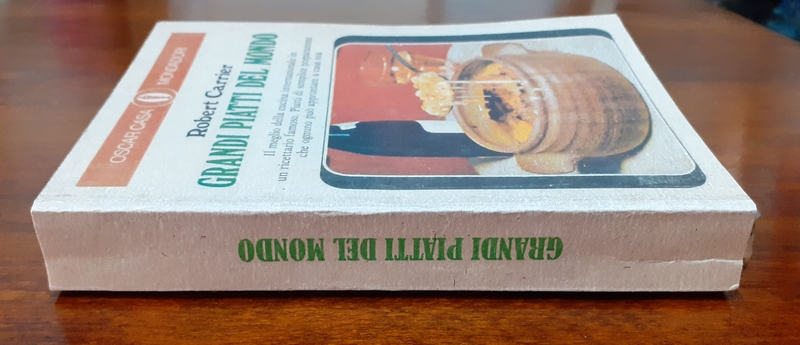 OSCAR CASA MONDADORI
Robert Carrier
GRANDI PIATTI DEL MONDO
Il meglio della cucina internazionale in
un ricettario famoso. Piatti di semplice preparazione
che ognuno può approntare a casa sua
GRANDI PIATTI DEL MONDO